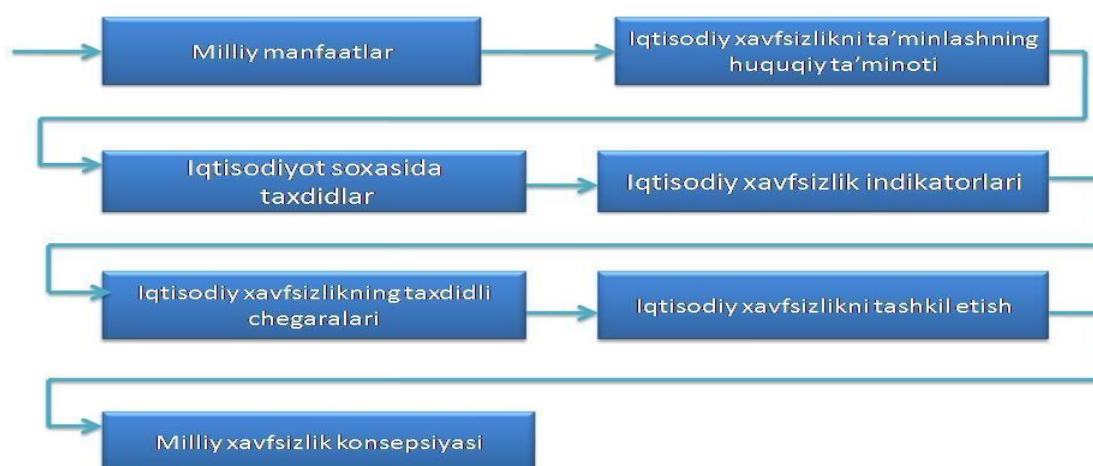 Milliy manfaatlar
Iqtisodiy xavfsizlikni ta’minlashning
huquqiy ta’minoti
Iqtisodiyot soxasida
taxdidlar
Iqtisodiy xavfsizlik indikatorlari
Iqtisodiy xavfsizlikning taxdidli
chegaralari
Iqtisodiy xavfsizlikni tashkil etish
Milliy xavfsizlik konsepsiyasi